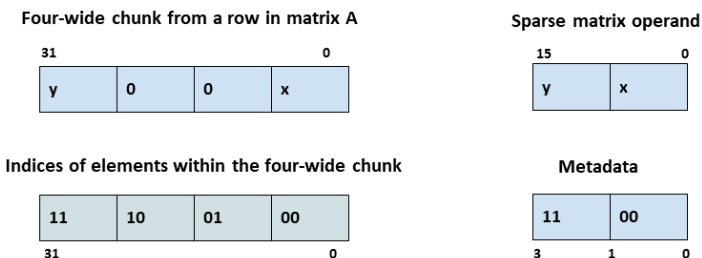 Four-wide chunk from a row in matrix A
31 0
y 0 0 x
Indices of elements within the four-wide chunk
11 10 01 00
31 0
Sparse matrix operand
15 0
y x
Metadata
11 00
3 1 0